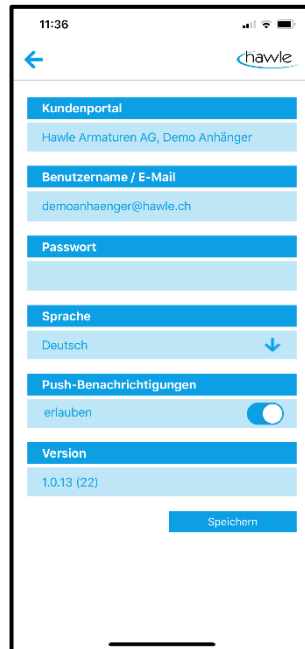 11:36
hawle
Kundenportal
Hawle Armaturen AG, Demo Anhänger
Benutzername / E-Mail
demoanhaenger@hawle.ch
Passwort
Sprache
Deutsch
Push-Benachrichtigungen
erlauben
Version
1.0.13 (22)
Speichern